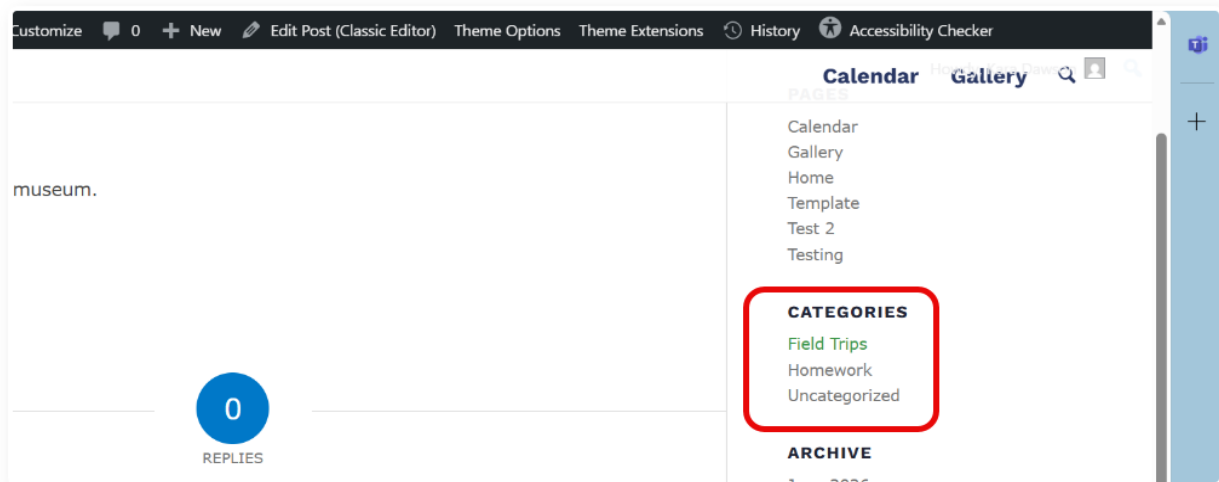 Customize 0 New Edit Post (Classic Editor) Theme Options Theme Extensions History Accessibility Checker
Calendar Gallery
PAGES
Calendar
Gallery
Home
Template
Test 2
Testing
museum.
CATEGORIES
Field Trips
Homework
Uncategorized
0
REPLIES
ARCHIVE